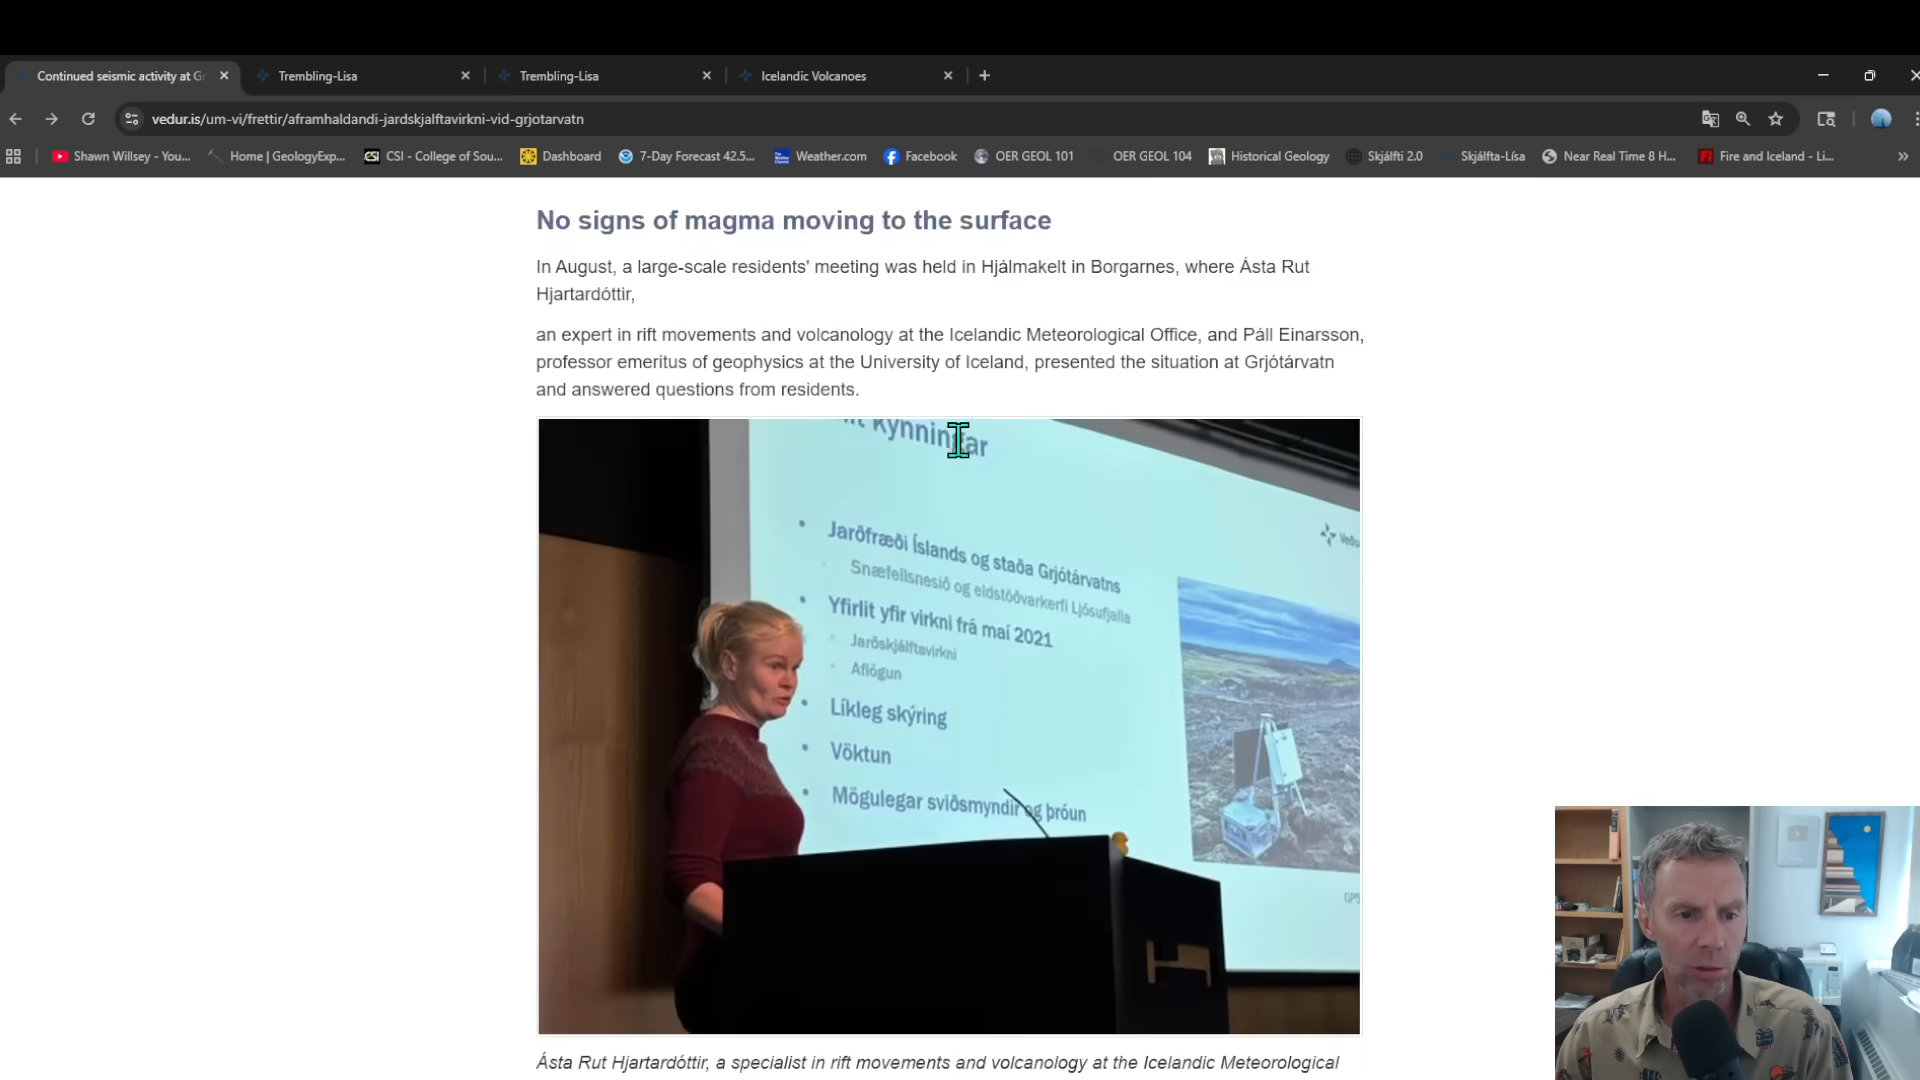 Continued seismic activity at G
Trembling-Lisa
Trembling-Lisa
Icelandic Volcanoes
vedur.is/um-vi/frettir/aframhaldandi-jardskjalftavirkni-vid-grjotarvatn
Shawn Willsey - You...
Home | GeologyExp...
CSI CSI - College of Sou...
Dashboard
7-Day Forecast 42.5...
Weather.com
Facebook
OER GEOL 101
OER GEOL 104
Historical Geology
Skjálfti 2.0
Skjálfta-Lísa
Near Real Time 8 H...
Fire and Iceland - Li...
No signs of magma moving to the surface
In August, a large-scale residents' meeting was held in Hjálmakelt in Borgarnes, where Ásta Rut
Hjartardóttir,
an expert in rift movements and volcanology at the Icelandic Meteorological Office, and Páll Einarsson,
professor emeritus of geophysics at the University of Iceland, presented the situation at Grjótárvatn
and answered questions from residents.
kynningar
Jarðfræði Íslands og staða Grjótárvatns
Snæfellsnesið og eldstöðvarkerfi Ljósufjalla
Yfirlit yfir virkni frá maí 2021
Jarðskjálftavirkni
Aflögun
Líkleg skýring
Vöktun
Mögulegar sviðsmyndir og þróun
Veðu
GPS
Ásta Rut Hjartardóttir, a specialist in rift movements and volcanology at the Icelandic Meteorological